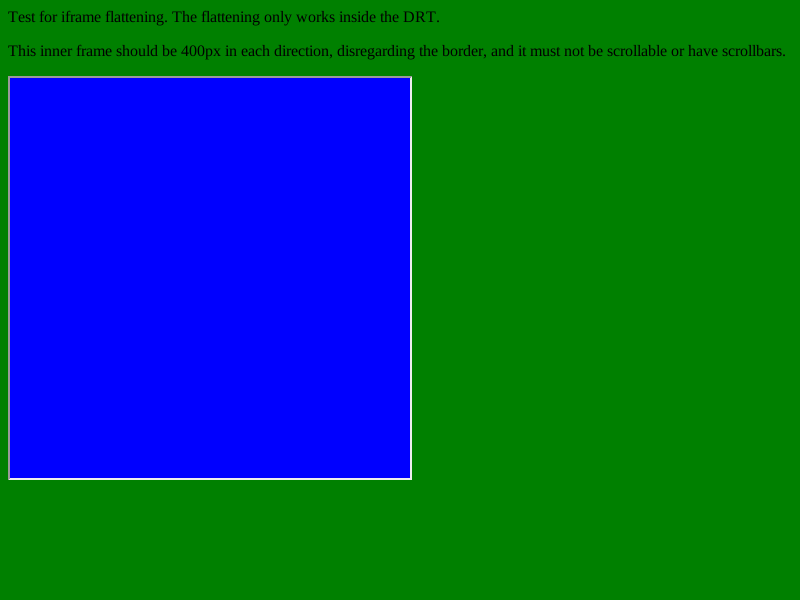 Test for iframe flattening. The flattening only works inside the DRT.
This inner frame should be 400px in each direction, disregarding the border, and it must not be scrollable or have scrollbars.